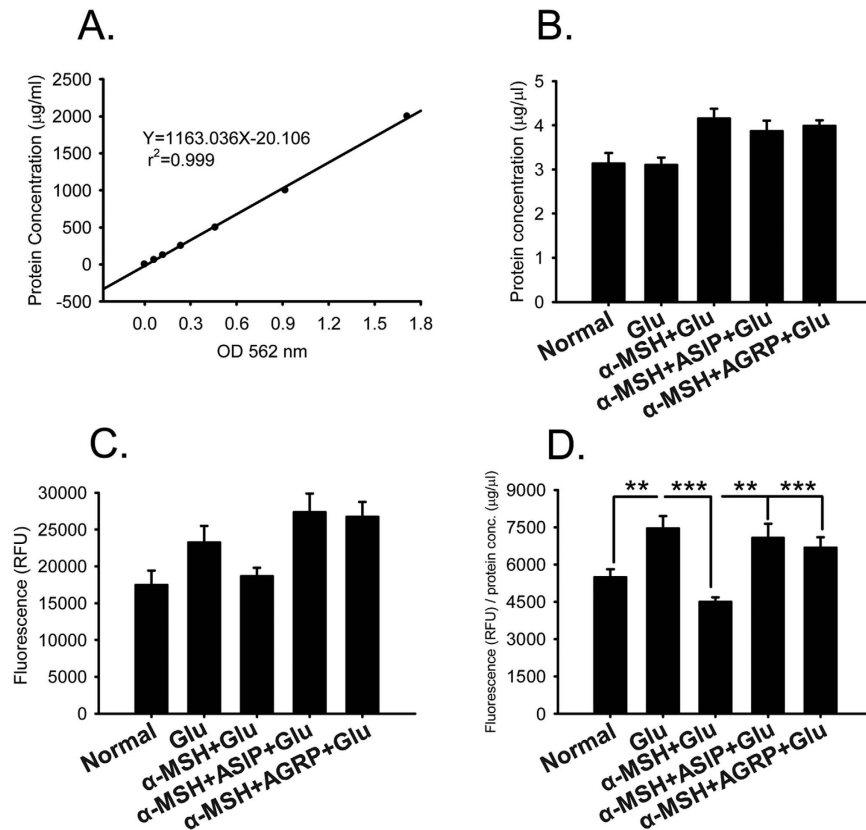 A.
Protein Concentration (µg/ml)
2500
2000
1500
1000
500
0
-500
Y=1163.036X-20.106
r²=0.999
0.0 0.3 0.6 0.9 1.2 1.5 1.8
OD 562 nm
B.
Protein concentration (µg/µl)
5
4
3
2
1
0
Normal
Glu
α-MSH+Glu
α-MSH+ASIP+Glu
α-MSH+AGRP+Glu
C.
Fluorescence (RFU)
30000
25000
20000
15000
10000
5000
0
Normal
Glu
α-MSH+Glu
α-MSH+ASIP+Glu
α-MSH+AGRP+Glu
D.
Fluorescence (RFU) / protein conc. (µg/µl)
9000
7500
6000
4500
3000
1500
0
** *** ** ***
Normal
Glu
α-MSH+Glu
α-MSH+ASIP+Glu
α-MSH+AGRP+Glu